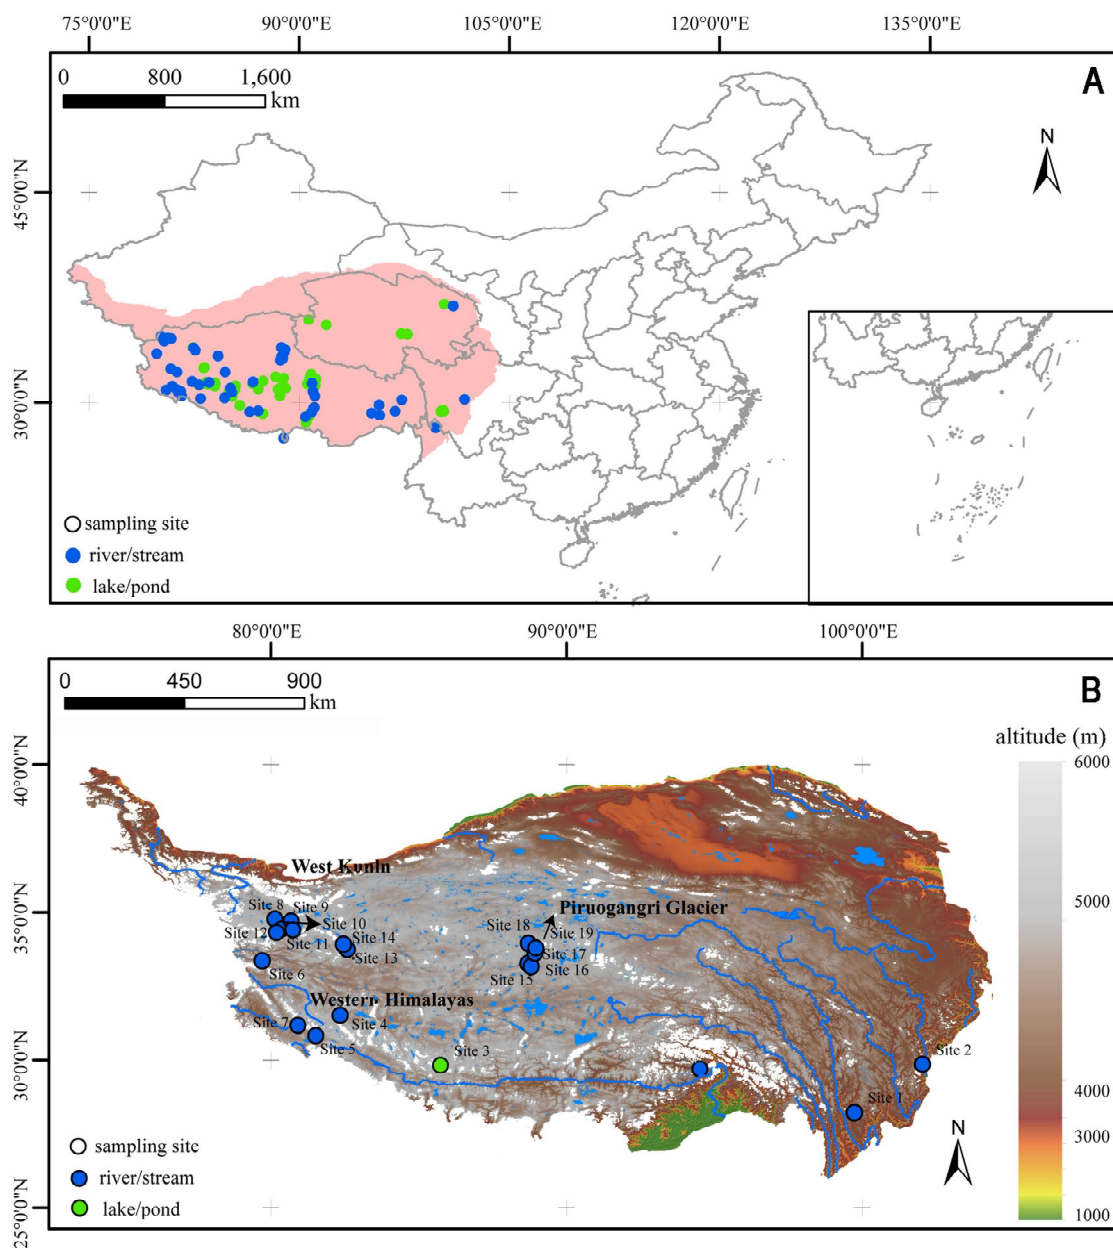 75°0'0"E 90°0'0"E 105°0'0"E 120°0'0"E 135°0'0"E
0 800 1,600
km
A
N
45°0'0"N
30°0'0"N
sampling site
river/stream
lake/pond
80°0'0"E 90°0'0"E 100°0'0"E
0 450 900
km
B
altitude (m)
6000
5000
4000
3000
1000
40°0'0"N
35°0'0"N
30°0'0"N
25°0'0"N
West Kunln
Site 8
Site 9
Site 10
Site 12
Site 11
Site 14
Site 13
Site 6
Piruogangri Glacier
Site 18
Site 19
Site 17
Site 16
Site 15
Western Himalayas
Site 7
Site 4
Site 5
Site 3
Site 2
Site 1
N
sampling site
river/stream
lake/pond